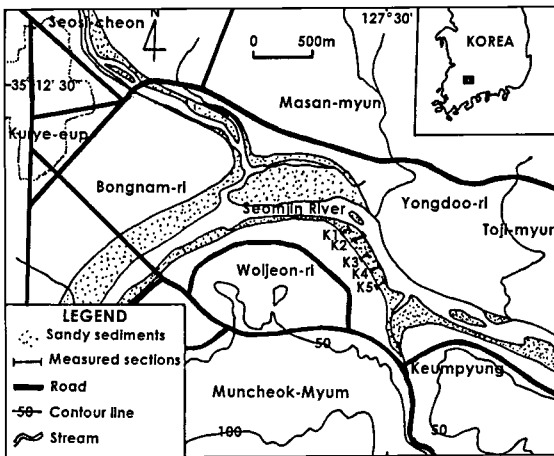 Seosi-cheon
N
127°30'
0 500m
KOREA
35°12'30"
Masan-myun
Kurye-eup
Bongnam-ri
Yongdoo-ri
Seomjin River
Toji-myun
K1
K2
K3
K4
K5
Woljeon-ri
LEGEND
Sandy sediments
Measured sections
Road
50 Contour line
Stream
50
Keumpyung
Muncheok-Myum
100
50